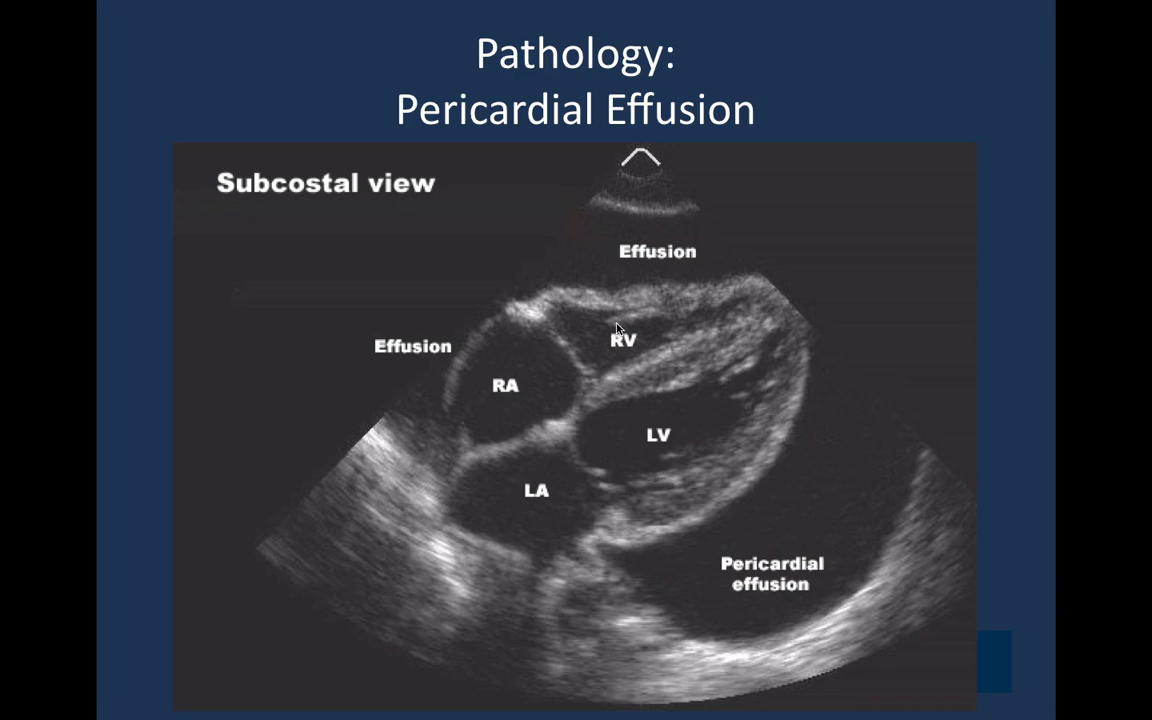 Pathology:
Pericardial Effusion
Subcostal view
Effusion
Effusion
RV
RA
LV
LA
Pericardial
effusion